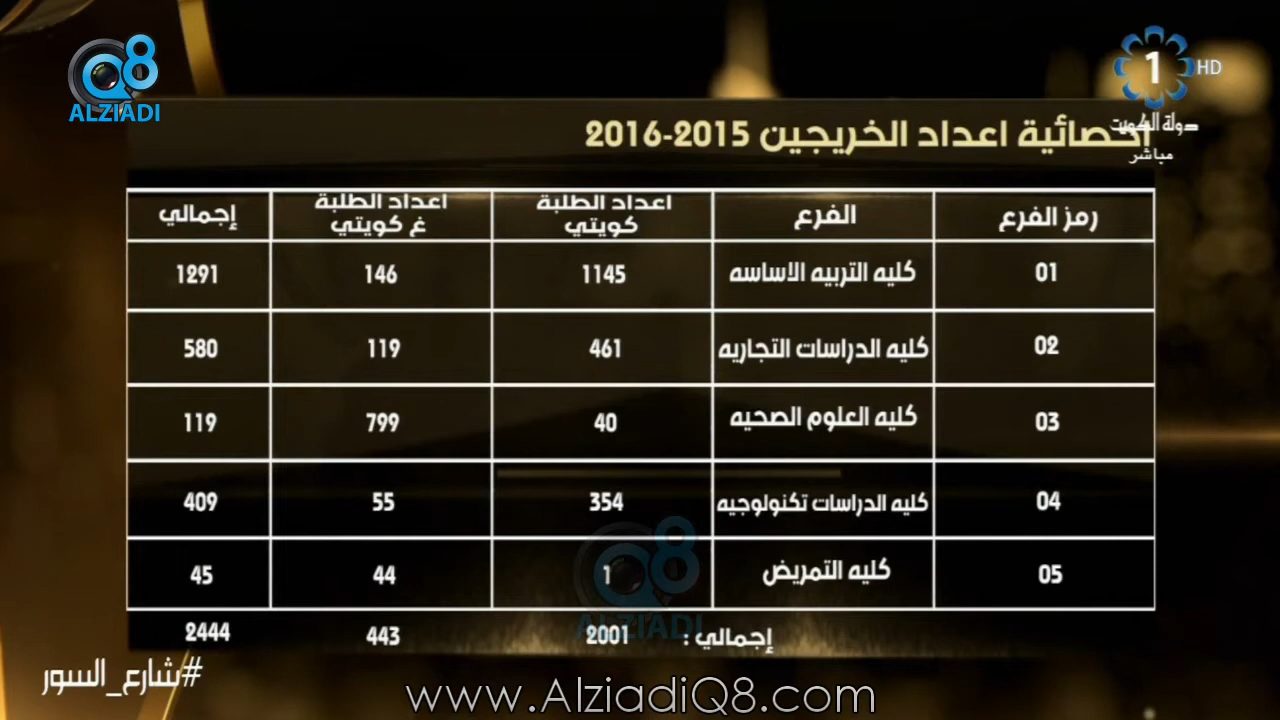 Q8
ALZIADI
1 HD
دولة الكويت
مباشر
إحصائية اعداد الخريجين 2015-2016
رمز الفرع الفرع اعداد الطلبة كويتي اعداد الطلبة غ كويتي إجمالي
01 كليه التربيه الاساسه 1145 146 1291
02 كليه الدراسات التجاريه 461 119 580
03 كليه العلوم الصحيه 40 799 119
04 كليه الدراسات تكنولوجيه 354 55 409
05 كليه التمريض 1 44 45
إجمالي : 2001 443 2444
Q8
ALZIADI
#شارع_السور
www.AlziadiQ8.com